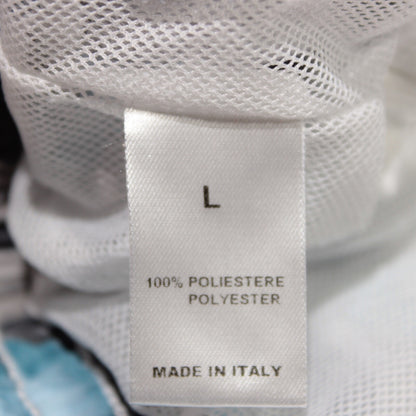 L
100% POLIESTERE
POLYESTER
MADE IN ITALY